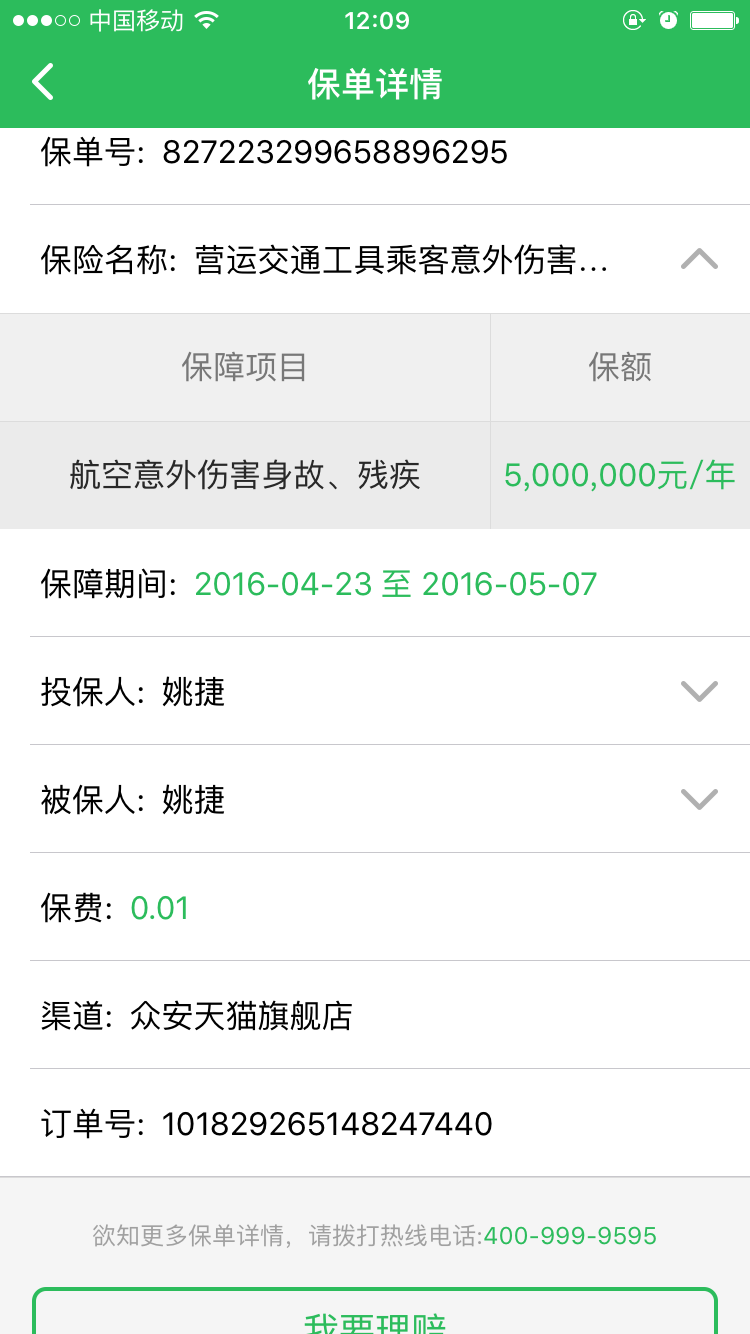 中国移动 12:09
保单详情
保单号: 827223299658896295
保险名称: 营运交通工具乘客意外伤害...
保障项目 保额
航空意外伤害身故、残疾 5,000,000元/年
保障期间: 2016-04-23 至 2016-05-07
投保人: 姚捷
被保人: 姚捷
保费: 0.01
渠道: 众安天猫旗舰店
订单号: 101829265148247440
欲知更多保单详情，请拨打热线电话:400-999-9595
我要理赔